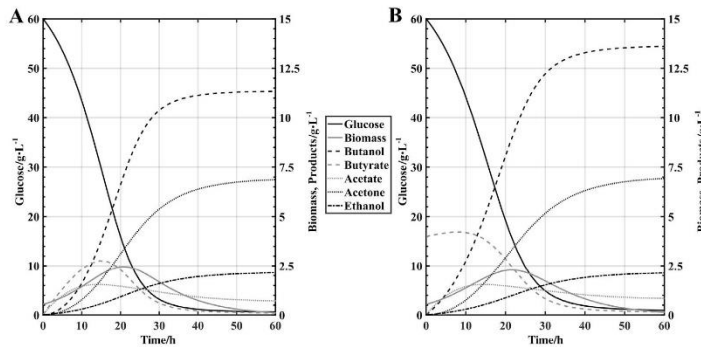 A
B
60
50
40
30
20
10
0
Glucose/g·L⁻¹
15
12.5
10
7.5
5
2.5
0
Biomass, Products/g·L⁻¹
0 10 20 30 40 50 60
Time/h
Glucose
Biomass
Butanol
Butyrate
Acetate
Acetone
Ethanol
60
50
40
30
20
10
0
Glucose/g·L⁻¹
15
12.5
10
7.5
5
2.5
0
Biomass, Products/g·L⁻¹
0 10 20 30 40 50 60
Time/h